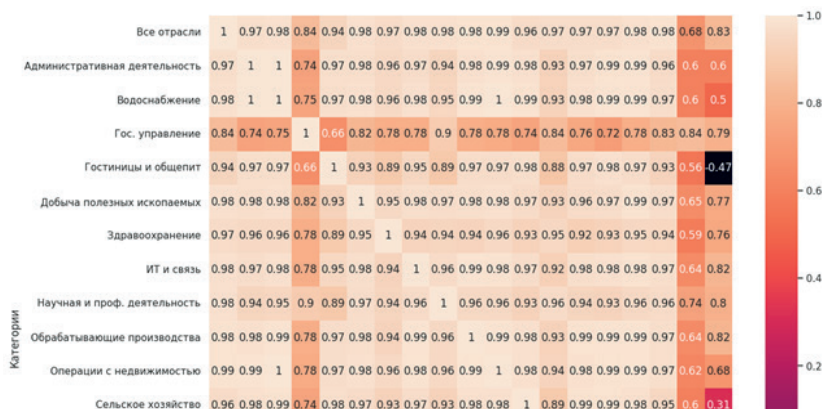 Все отрасли 1 0.97 0.98 0.84 0.94 0.98 0.97 0.98 0.98 0.98 0.99 0.96 0.97 0.97 0.97 0.98 0.98 0.68 0.83
Административная деятельность 0.97 1 1 0.74 0.97 0.98 0.96 0.97 0.94 0.98 0.99 0.98 0.93 0.97 0.99 0.99 0.96 0.6 0.6
Водоснабжение 0.98 1 1 0.75 0.97 0.98 0.96 0.98 0.95 0.99 1 0.99 0.93 0.98 0.99 0.99 0.97 0.6 0.5
Гос. управление 0.84 0.74 0.75 1 0.66 0.82 0.78 0.78 0.9 0.78 0.78 0.74 0.84 0.76 0.72 0.78 0.83 0.84 0.79
Гостиницы и общепит 0.94 0.97 0.97 0.66 1 0.93 0.89 0.95 0.89 0.97 0.97 0.98 0.88 0.97 0.98 0.97 0.93 0.56 -0.47
Добыча полезных ископаемых 0.98 0.98 0.98 0.82 0.93 1 0.95 0.98 0.97 0.98 0.98 0.97 0.93 0.96 0.97 0.99 0.97 0.65 0.77
Здравоохранение 0.97 0.96 0.96 0.78 0.89 0.95 1 0.94 0.94 0.94 0.96 0.93 0.95 0.92 0.93 0.95 0.94 0.59 0.76
ИТ и связь 0.98 0.97 0.98 0.78 0.95 0.98 0.94 1 0.96 0.99 0.98 0.97 0.92 0.98 0.98 0.98 0.97 0.64 0.82
Научная и проф. деятельность 0.98 0.94 0.95 0.9 0.89 0.97 0.94 0.96 1 0.96 0.96 0.93 0.96 0.94 0.93 0.96 0.96 0.74 0.8
Обрабатывающие производства 0.98 0.98 0.99 0.78 0.97 0.98 0.94 0.99 0.96 1 0.99 0.98 0.93 0.99 0.99 0.99 0.97 0.64 0.82
Операции с недвижимостью 0.99 0.99 1 0.78 0.97 0.98 0.96 0.98 0.96 0.99 1 0.98 0.94 0.98 0.99 0.99 0.97 0.62 0.68
Сельское хозяйство 0.96 0.98 0.99 0.74 0.98 0.97 0.93 0.97 0.93 0.98 0.98 1 0.89 0.99 0.99 0.98 0.95 0.6 0.31
Категории
1.0
0.8
0.6
0.4
0.2